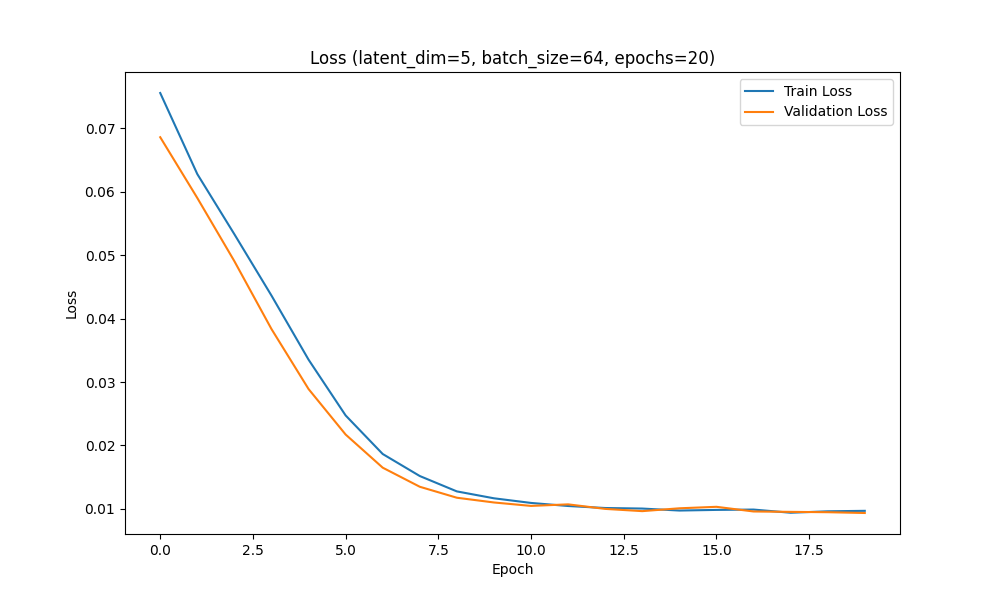 Loss (latent_dim=5, batch_size=64, epochs=20)
Train Loss
Validation Loss
0.07
0.06
0.05
0.04
0.03
0.02
0.01
Loss
0.0 2.5 5.0 7.5 10.0 12.5 15.0 17.5
Epoch